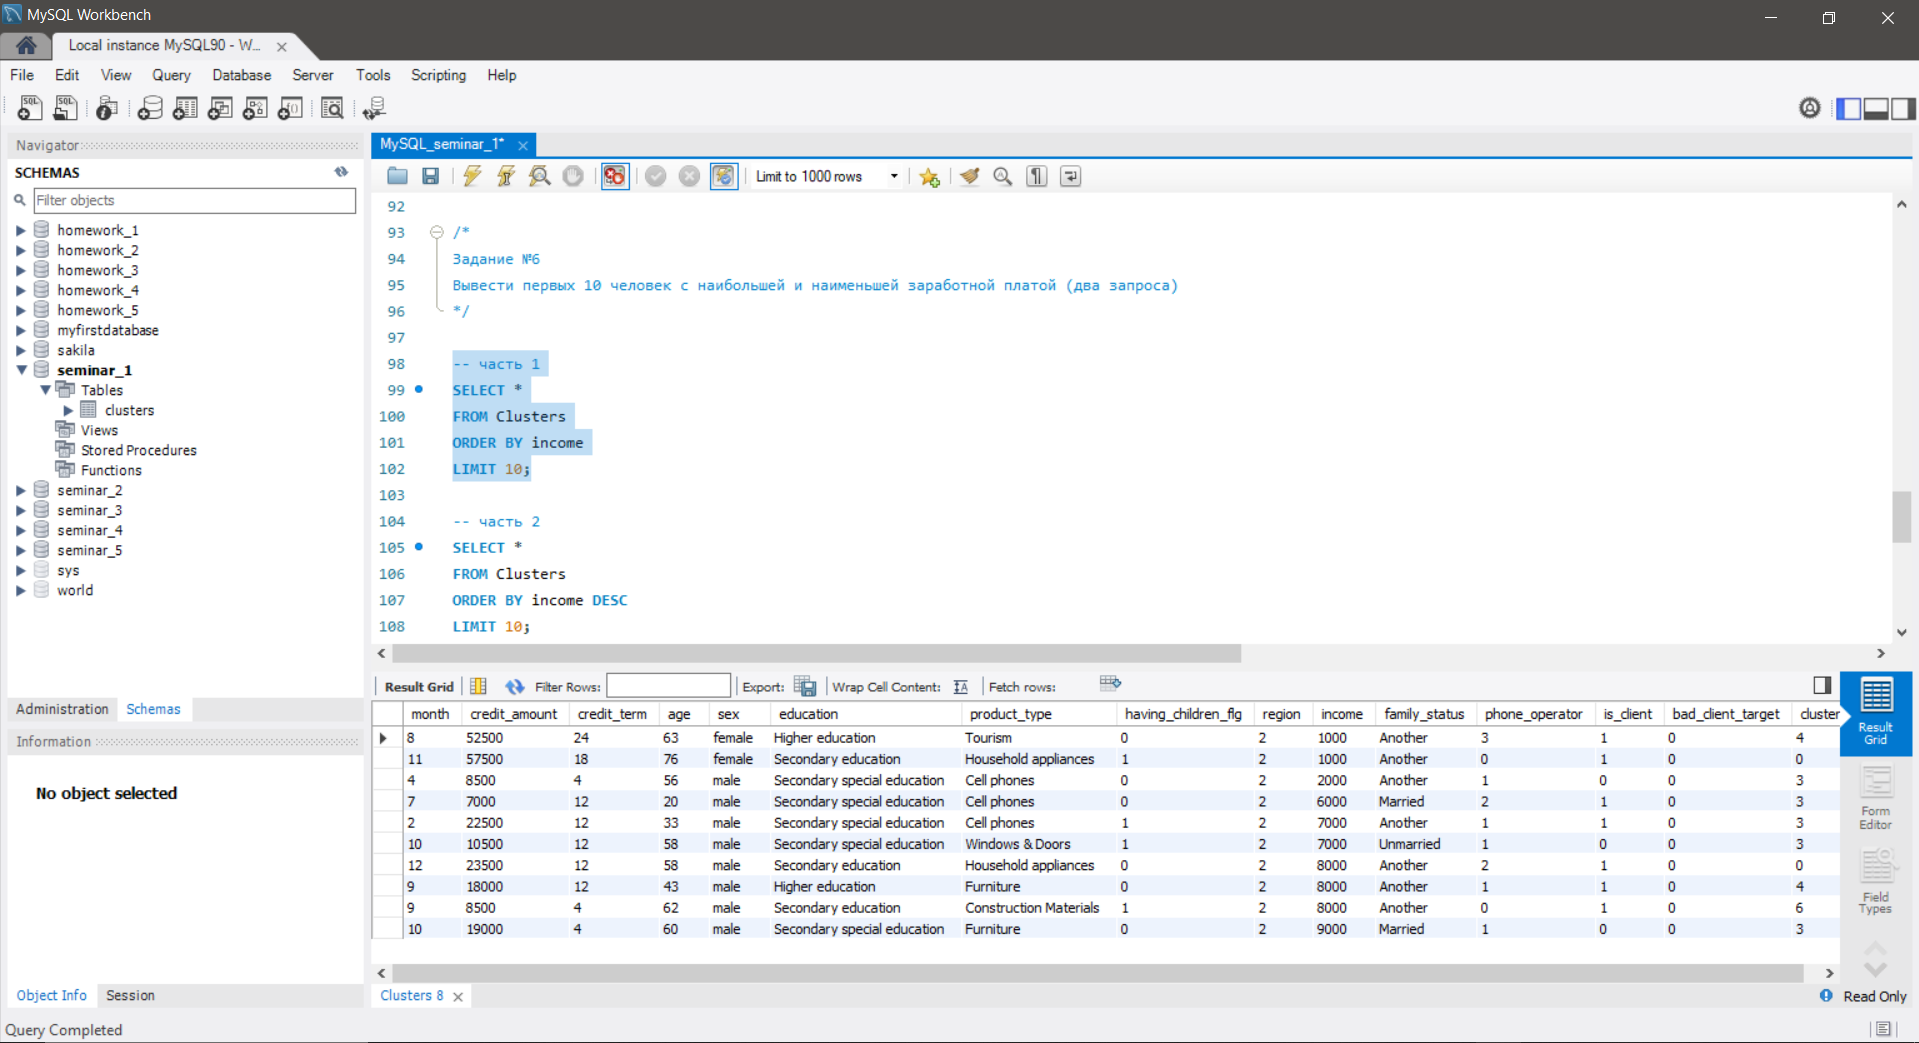 MySQL Workbench
Local instance MySQL90 - W...
File Edit View Query Database Server Tools Scripting Help
Navigator
SCHEMAS
Filter objects
homework_1
homework_2
homework_3
homework_4
homework_5
myfirstdatabase
sakila
seminar_1
Tables
clusters
Views
Stored Procedures
Functions
seminar_2
seminar_3
seminar_4
seminar_5
sys
world
Administration Schemas
Information
No object selected
Object Info Session
MySQL_seminar_1*
Limit to 1000 rows
92
93 /*
94 Задание №6
95 Вывести первых 10 человек с наибольшей и наименьшей заработной платой (два запроса)
96 */
97
98 -- часть 1
99 SELECT *
100 FROM Clusters
101 ORDER BY income
102 LIMIT 10;
103
104 -- часть 2
105 SELECT *
106 FROM Clusters
107 ORDER BY income DESC
108 LIMIT 10;
Result Grid Filter Rows: Export: Wrap Cell Content: Fetch rows:
month credit_amount credit_term age sex education product_type having_children_flg region income family_status phone_operator is_client bad_client_target cluster
8 52500 24 63 female Higher education Tourism 0 2 1000 Another 3 1 0 4
11 57500 18 76 female Secondary education Household appliances 1 2 1000 Another 0 1 0 0
4 8500 4 56 male Secondary special education Cell phones 0 2 2000 Another 1 0 0 3
7 7000 12 20 male Secondary special education Cell phones 0 2 6000 Married 2 1 0 3
2 22500 12 33 male Secondary special education Cell phones 1 2 7000 Another 1 1 0 3
10 10500 12 58 male Secondary special education Windows & Doors 1 2 7000 Unmarried 1 0 0 3
12 23500 12 58 male Secondary education Household appliances 0 2 8000 Another 2 1 0 0
9 18000 12 43 male Higher education Furniture 0 2 8000 Another 1 1 0 4
9 8500 4 62 male Secondary education Construction Materials 1 2 8000 Another 0 1 0 6
10 19000 4 60 male Secondary special education Furniture 0 2 9000 Married 1 0 0 3
Result
Grid
Form
Editor
Field
Types
Clusters 8
Read Only
Query Completed